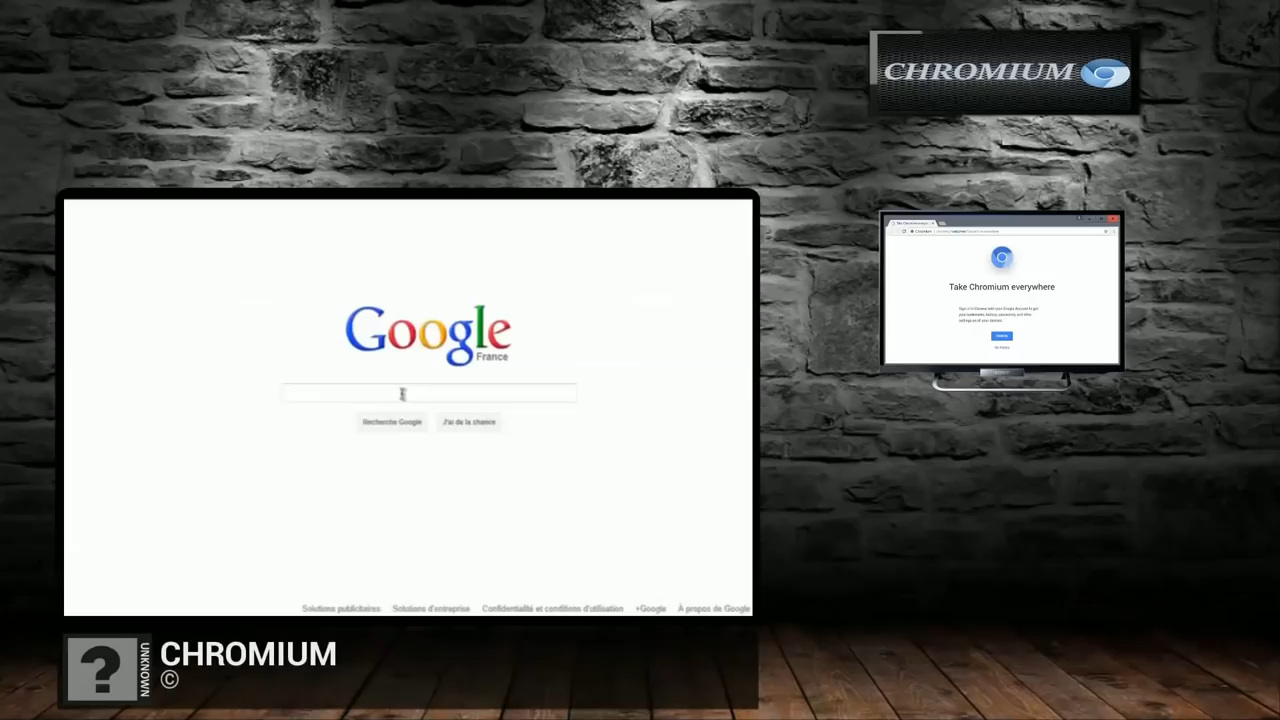 CHROMIUM
Google
France
Recherche Google
J'ai de la chance
Solutions publicitaires
Solutions d'entreprise
Confidentialité et conditions d'utilisation
+Google
À propos de Google
Take Chromium everywhere
UNKNOWN
CHROMIUM
©